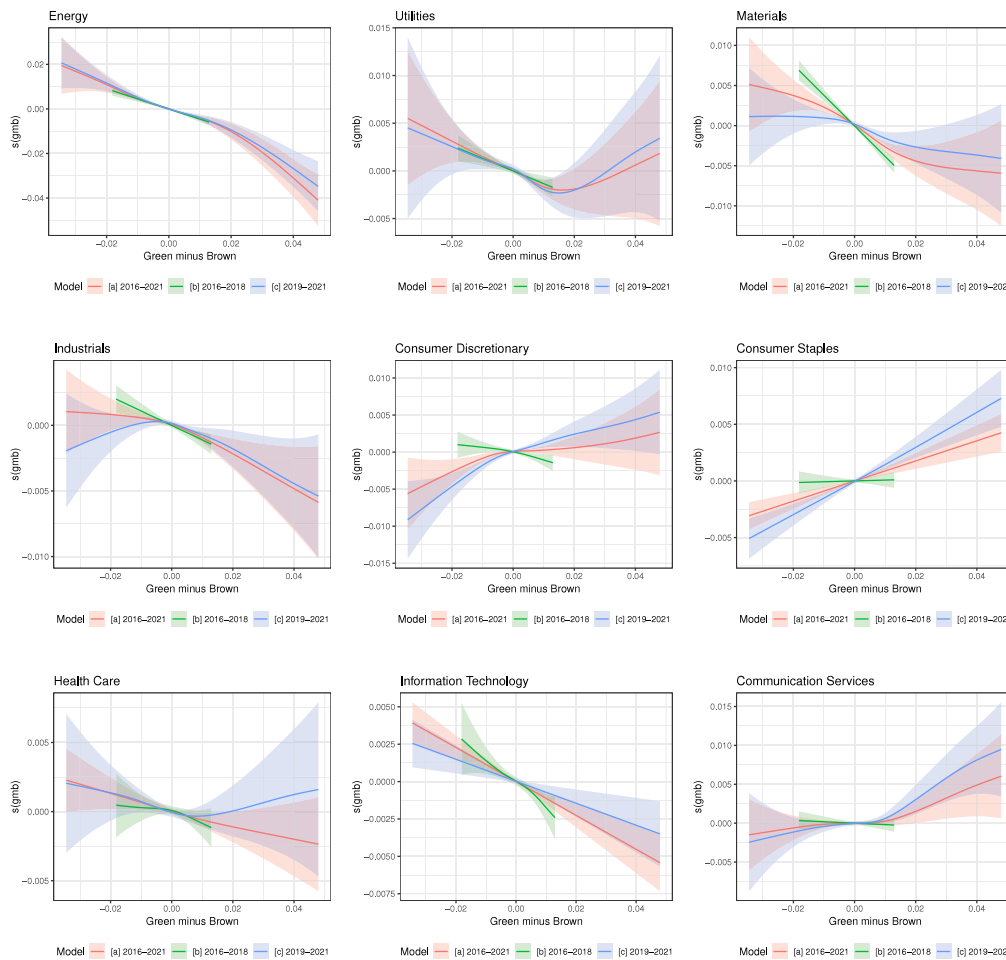 Energy
Utilities
Materials
s(gmb)
0.02
0.00
−0.02
−0.04
−0.02
0.00
0.02
0.04
Green minus Brown
s(gmb)
0.015
0.010
0.005
0.000
−0.005
−0.02
0.00
0.02
0.04
Green minus Brown
s(gmb)
0.010
0.005
0.000
−0.005
−0.010
−0.02
0.00
0.02
0.04
Green minus Brown
Model [a] 2016−2021 [b] 2016−2018 [c] 2019−2021
Model [a] 2016−2021 [b] 2016−2018 [c] 2019−2021
Model [a] 2016−2021 [b] 2016−2018 [c] 2019−202
Industrials
Consumer Discretionary
Consumer Staples
s(gmb)
0.000
−0.005
−0.010
−0.02
0.00
0.02
0.04
Green minus Brown
s(gmb)
0.010
0.005
0.000
−0.005
−0.010
−0.015
−0.02
0.00
0.02
0.04
Green minus Brown
s(gmb)
0.010
0.005
0.000
−0.005
−0.02
0.00
0.02
0.04
Green minus Brown
Model [a] 2016−2021 [b] 2016−2018 [c] 2019−2021
Model [a] 2016−2021 [b] 2016−2018 [c] 2019−2021
Model [a] 2016−2021 [b] 2016−2018 [c] 2019−202
Health Care
Information Technology
Communication Services
s(gmb)
0.005
0.000
−0.005
−0.02
0.00
0.02
0.04
Green minus Brown
s(gmb)
0.0050
0.0025
0.0000
−0.0025
−0.0050
−0.0075
−0.02
0.00
0.02
0.04
Green minus Brown
s(gmb)
0.015
0.010
0.005
0.000
−0.005
−0.02
0.00
0.02
0.04
Green minus Brown
Model [a] 2016−2021 [b] 2016−2018 [c] 2019−2021
Model [a] 2016−2021 [b] 2016−2018 [c] 2019−2021
Model [a] 2016−2021 [b] 2016−2018 [c] 2019−202